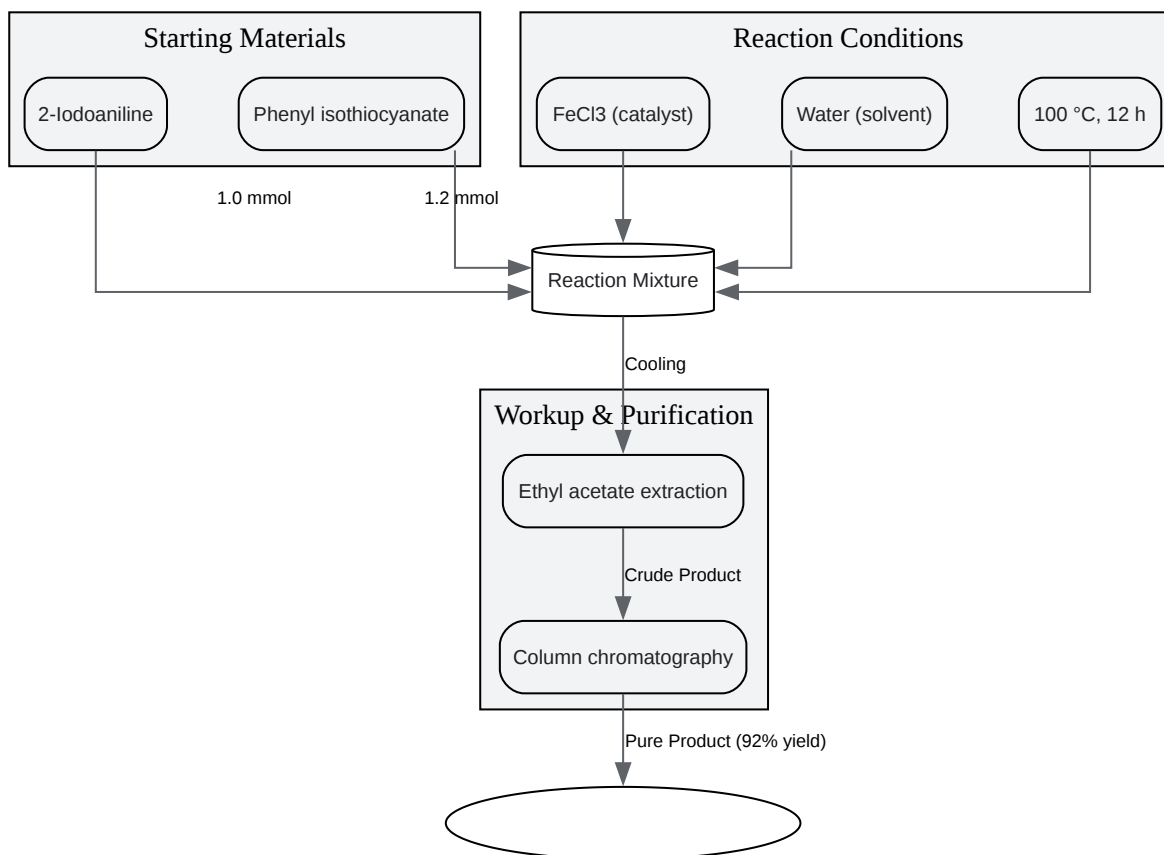 Starting Materials
Reaction Conditions
2-Iodoaniline
Phenyl isothiocyanate
FeCl3 (catalyst)
Water (solvent)
100 °C, 12 h
1.0 mmol
1.2 mmol
Reaction Mixture
Cooling
Workup & Purification
Ethyl acetate extraction
Crude Product
Column chromatography
Pure Product (92% yield)